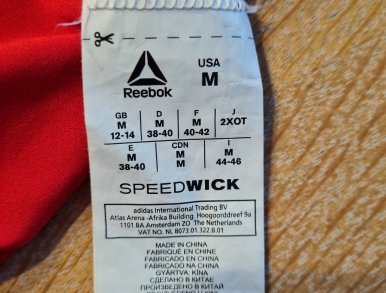 Reebok
USA
M
GB D F J
M M M 2XOT
12-14 38-40 40-42
E CDN I
M M M
38-40 M 44-46
SPEEDWICK
adidas International Trading BV
Atlas Arena -Afrika Building Hoogoorddreef 9a
1101 BA Amsterdam ZO The Netherlands
VAT NO. NL 8073.01.322.B.01
MADE IN CHINA
FABRIQUÉ EN CHINE
FABRICADO EN CHINA
FABRICADO NA CHINA
GYÁRTVA: KÍNA
СДЕЛАНО В КИТАЕ
ПРОИЗВЕДЕНО В КИТАЙ